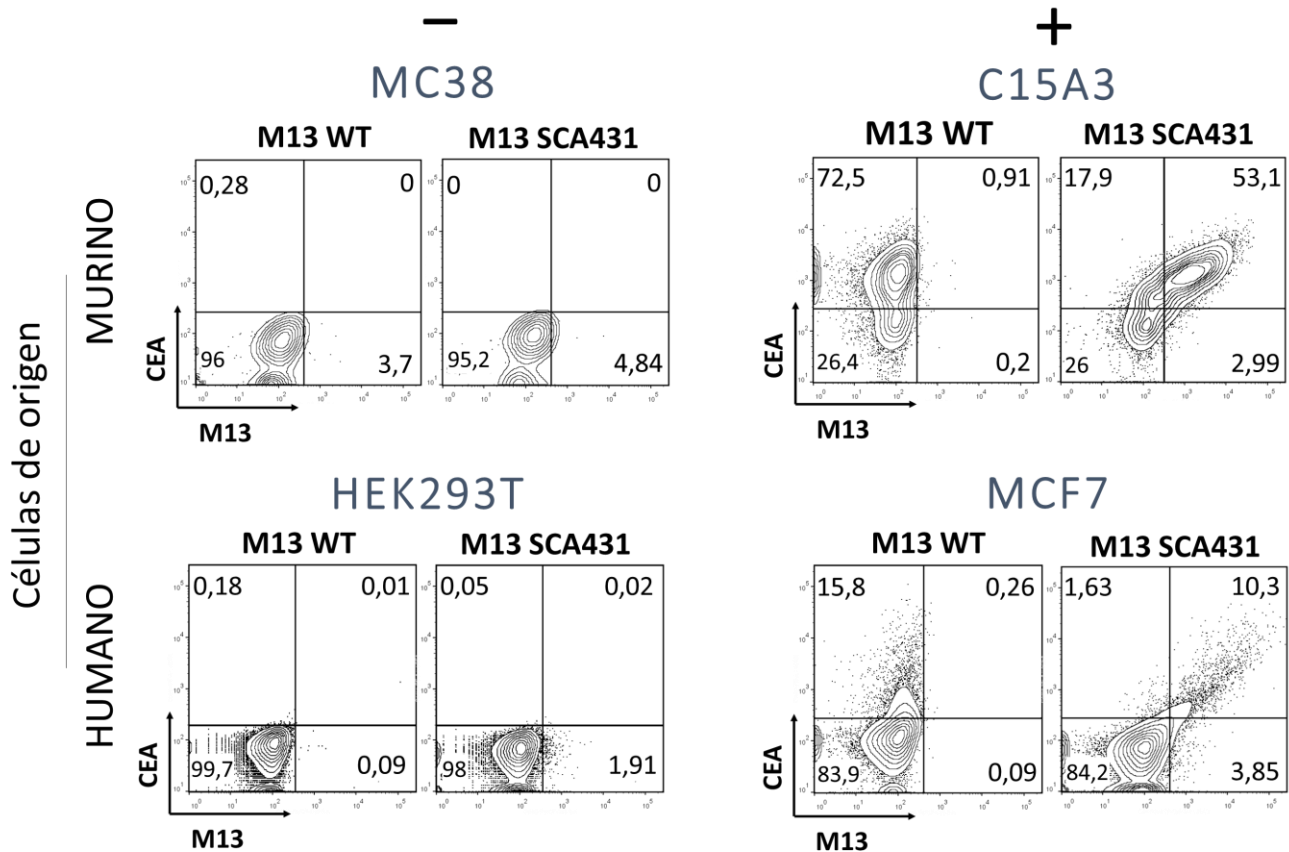 − +
MC38 C15A3
M13 WT M13 SCA431 M13 WT M13 SCA431
0,28 0 0 0 72,5 0,91 17,9 53,1
96 3,7 95,2 4,84 26,4 0,2 26 2,99
CEA
M13
CEA
M13
Células de origen
MURINO
HUMANO
HEK293T MCF7
M13 WT M13 SCA431 M13 WT M13 SCA431
0,18 0,01 0,05 0,02 15,8 0,26 1,63 10,3
99,7 0,09 98 1,91 83,9 0,09 84,2 3,85
CEA
M13
CEA
M13